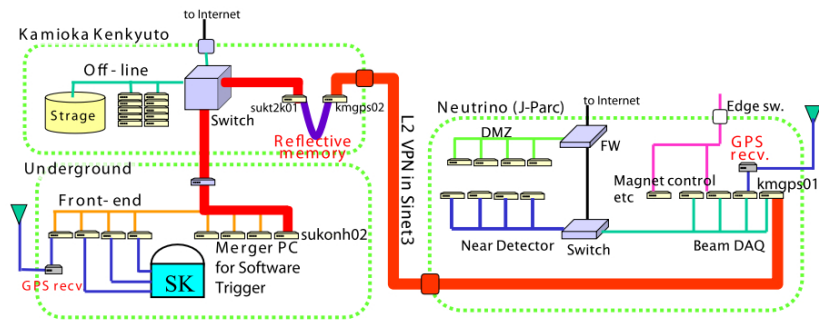 to Internet
Kamioka Kenkyuto
Off-line
Strage
Switch
sukt2k01
kmgps02
Reflective
memory
Underground
Front-end
sukonh02
Merger PC
for Software
Trigger
SK
GPS recv.
L2 VPN in Sinet3
Neutrino (J-Parc)
to Internet
Edge sw.
DMZ
FW
GPS
recv.
Magnet control
etc
kmgps01
Near Detector
Switch
Beam DAQ